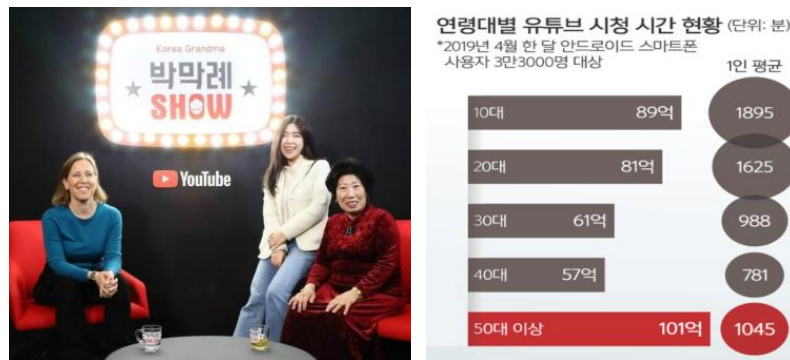 Korea Grandma
박막례
SHOW
YouTube
연령대별 유튜브 시청 시간 현황 (단위: 분)
*2019년 4월 한 달 안드로이드 스마트폰
사용자 3만3000명 대상
1인 평균
10대 89억 1895
20대 81억 1625
30대 61억 988
40대 57억 781
50대 이상 101억 1045